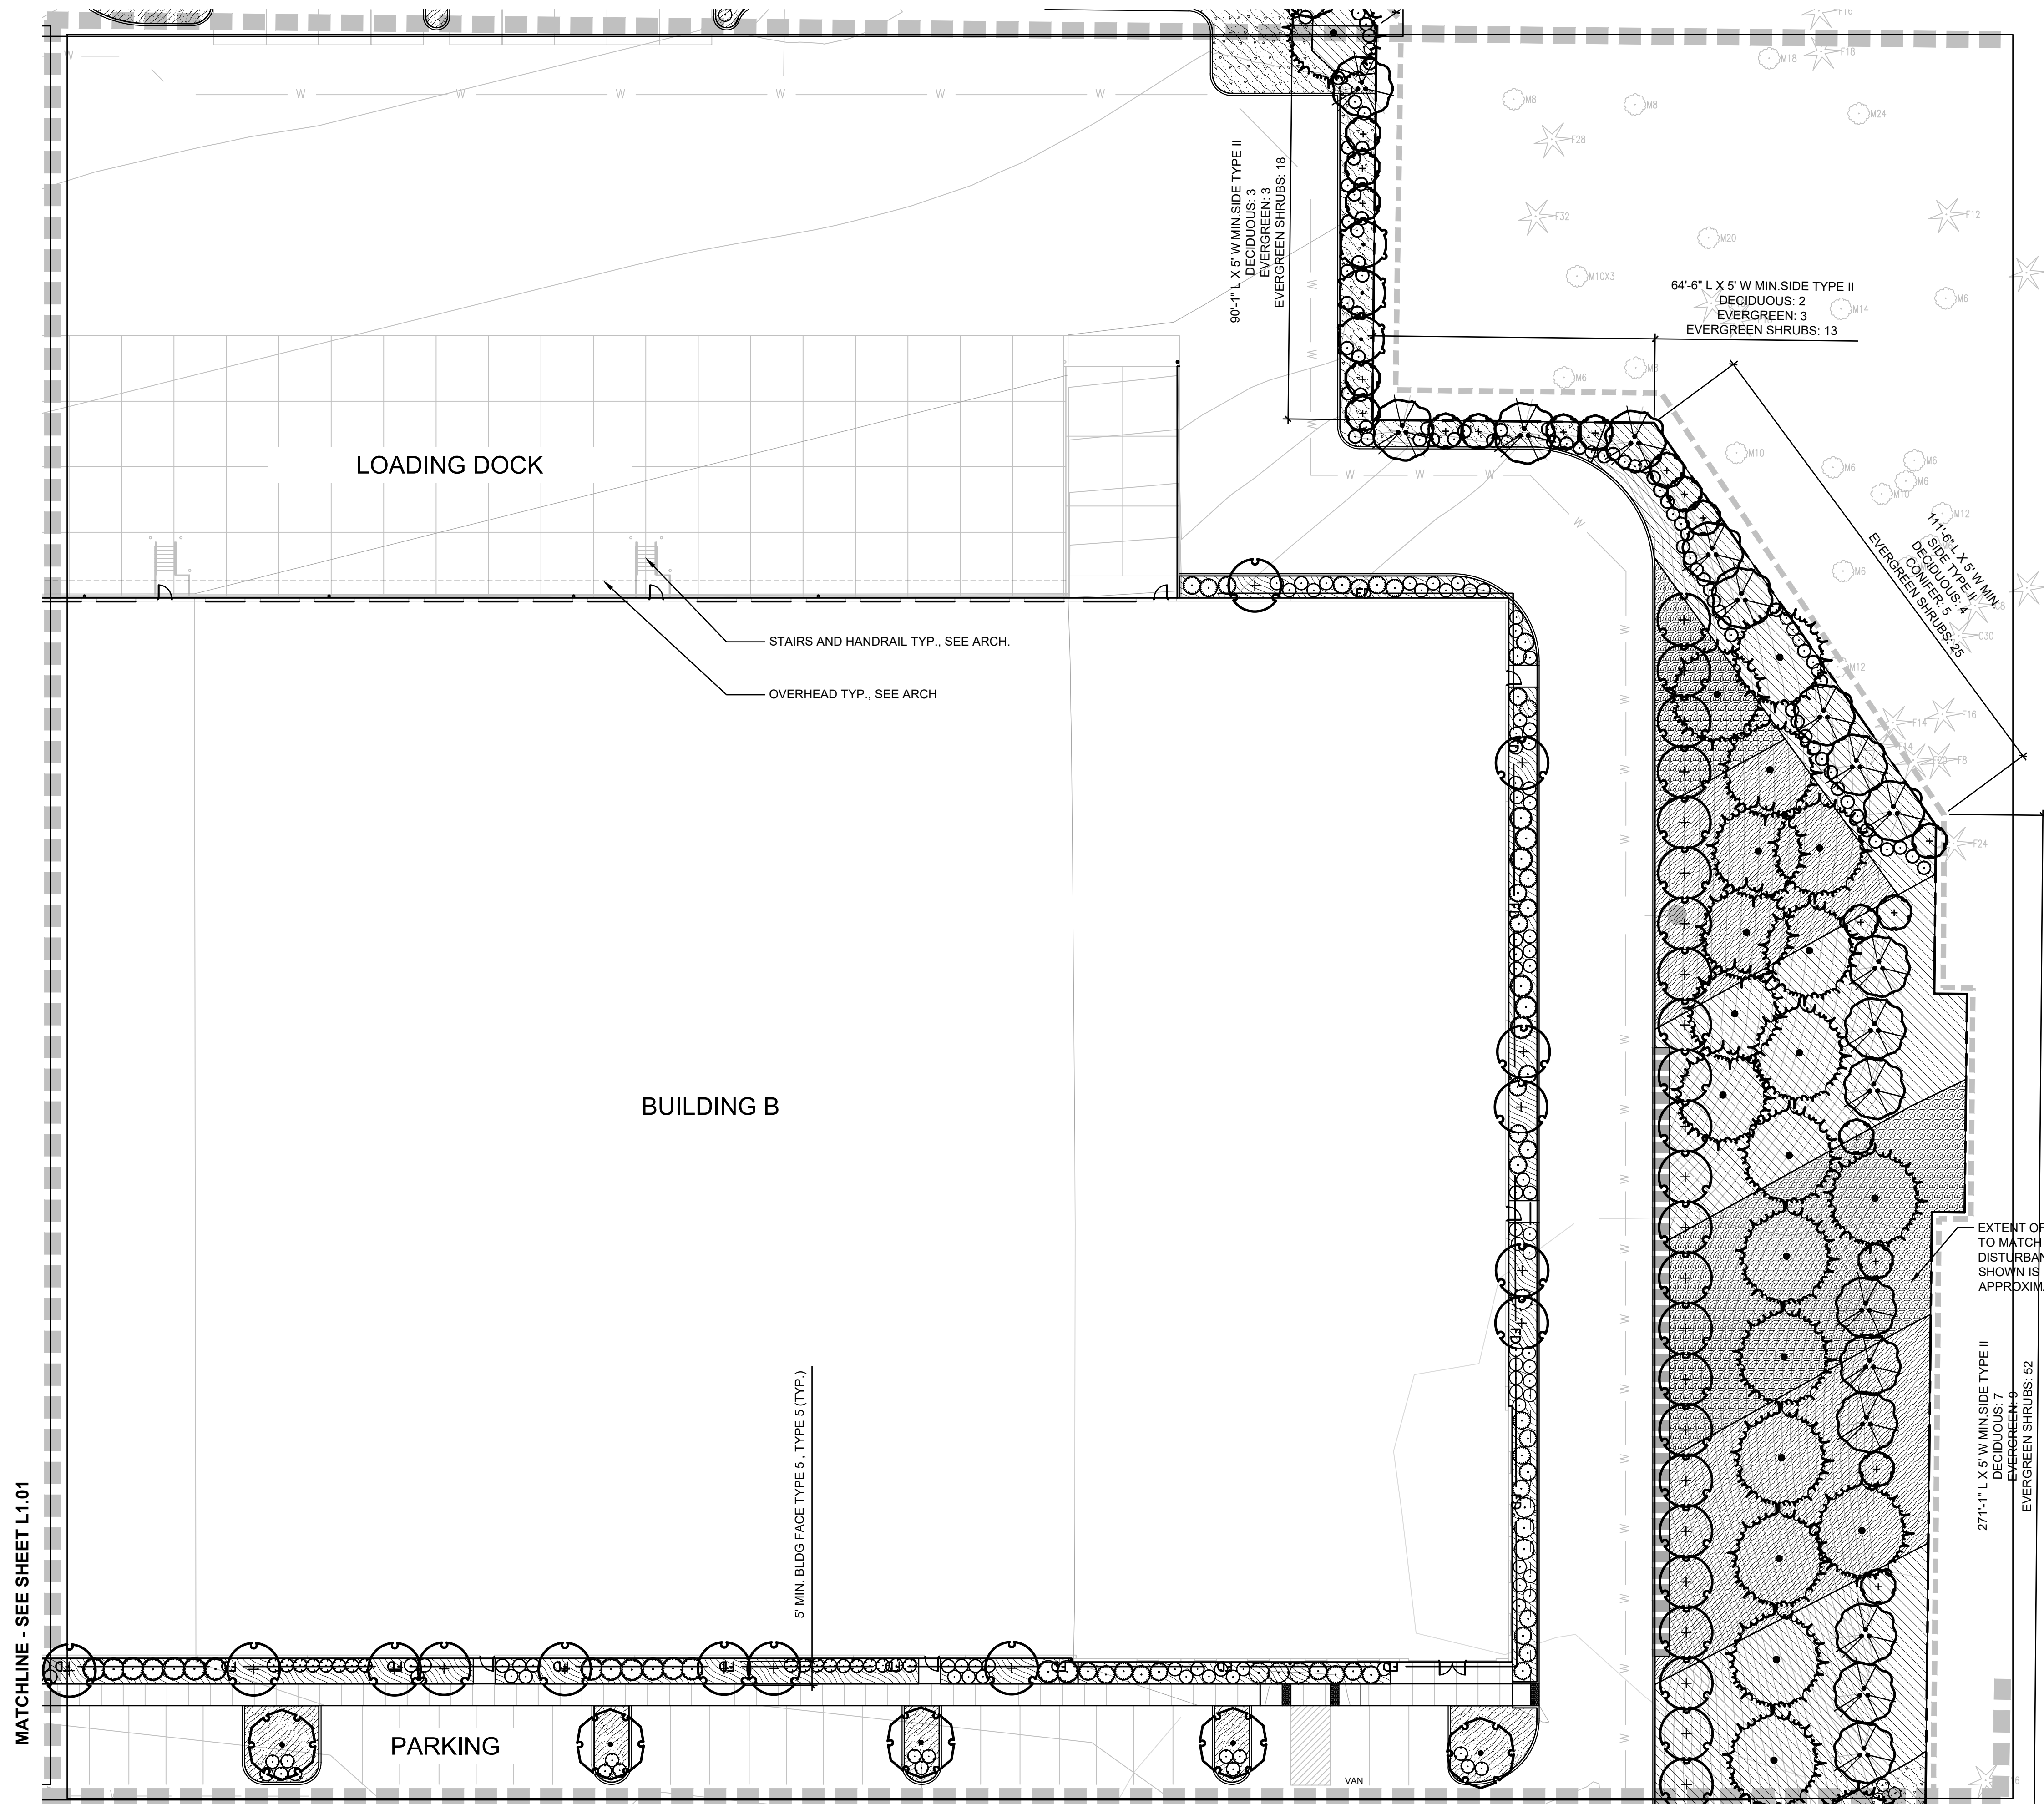 F16
M18
F18
W
W
W
W
W
W
W
M8
M8
M24
F28
90'-1" L X 5' W MIN.SIDE TYPE II
DECIDUOUS: 3
EVERGREEN: 3
EVERGREEN SHRUBS: 18
F32
F12
M20
M10X3
64'-6" L X 5' W MIN.SIDE TYPE II
DECIDUOUS: 2
EVERGREEN: 3
EVERGREEN SHRUBS: 13
M6
M14
W
W
M6
LOADING DOCK
W
W
W
W
M10
M6
M6
M6
M10
M12
W
111'-6" L X 5' W MIN.
SIDE TYPE II
DECIDUOUS: 4
CONIFER: 5
EVERGREEN SHRUBS: 25
M6
C30
M12
STAIRS AND HANDRAIL TYP., SEE ARCH.
OVERHEAD TYP., SEE ARCH
W
W
W
W
F14
F16
F8
F24
BUILDING B
W
W
W
W
W
EXTENT OF
TO MATCH
SHOWN IS
271'-1" L X 5' W MIN.SIDE TYPE II
DECIDUOUS: 7
EVERGREEN: 9
EVERGREEN SHRUBS: 52
5' MIN. BLDG FACE TYPE 5 , TYPE 5 (TYP.)
W
W
W
W
W
MATCHLINE - SEE SHEET L1.01
PARKING
VAN